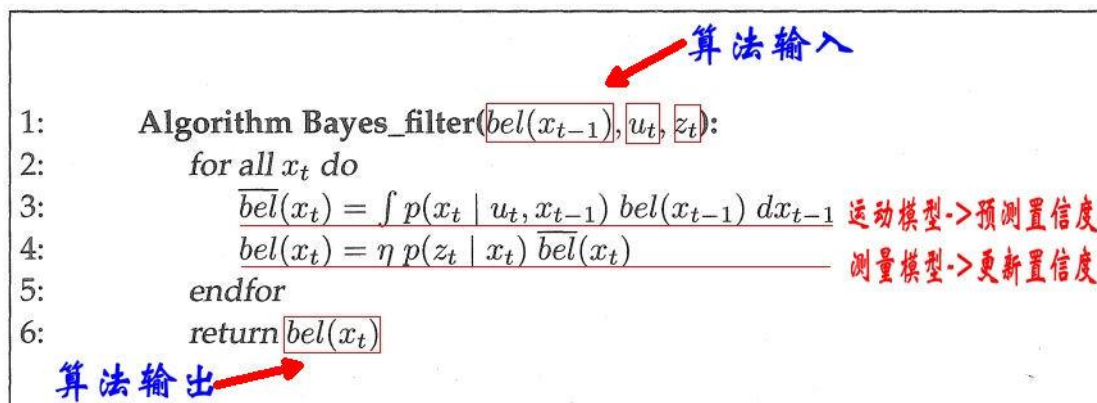 算法输入
1: Algorithm Bayes_filter(bel(x_{t−1}), u_t, z_t):
2: for all x_t do
3: \overline{bel}(x_t) = ∫ p(x_t | u_t, x_{t−1}) bel(x_{t−1}) dx_{t−1} 运动模型->预测置信度
4: bel(x_t) = η p(z_t | x_t) \overline{bel}(x_t) 测量模型->更新置信度
5: endfor
6: return bel(x_t)
算法输出